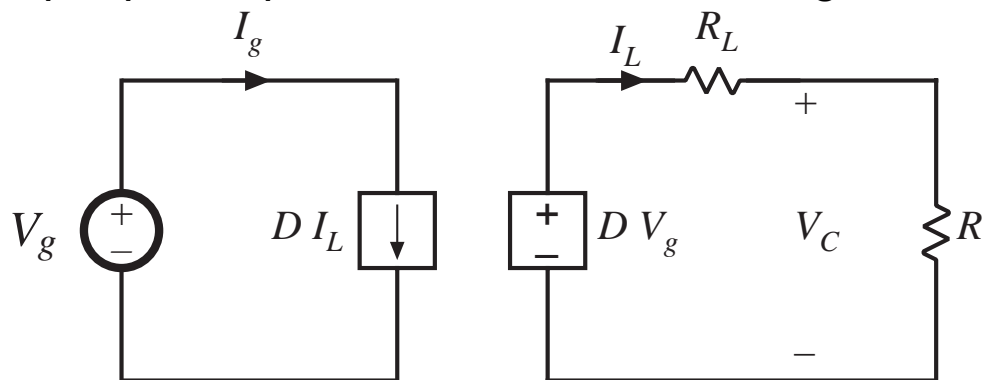 I_g
I_L
R_L
+
V_g
+
–
D I_L
+
–
D V_g
V_C
R
–